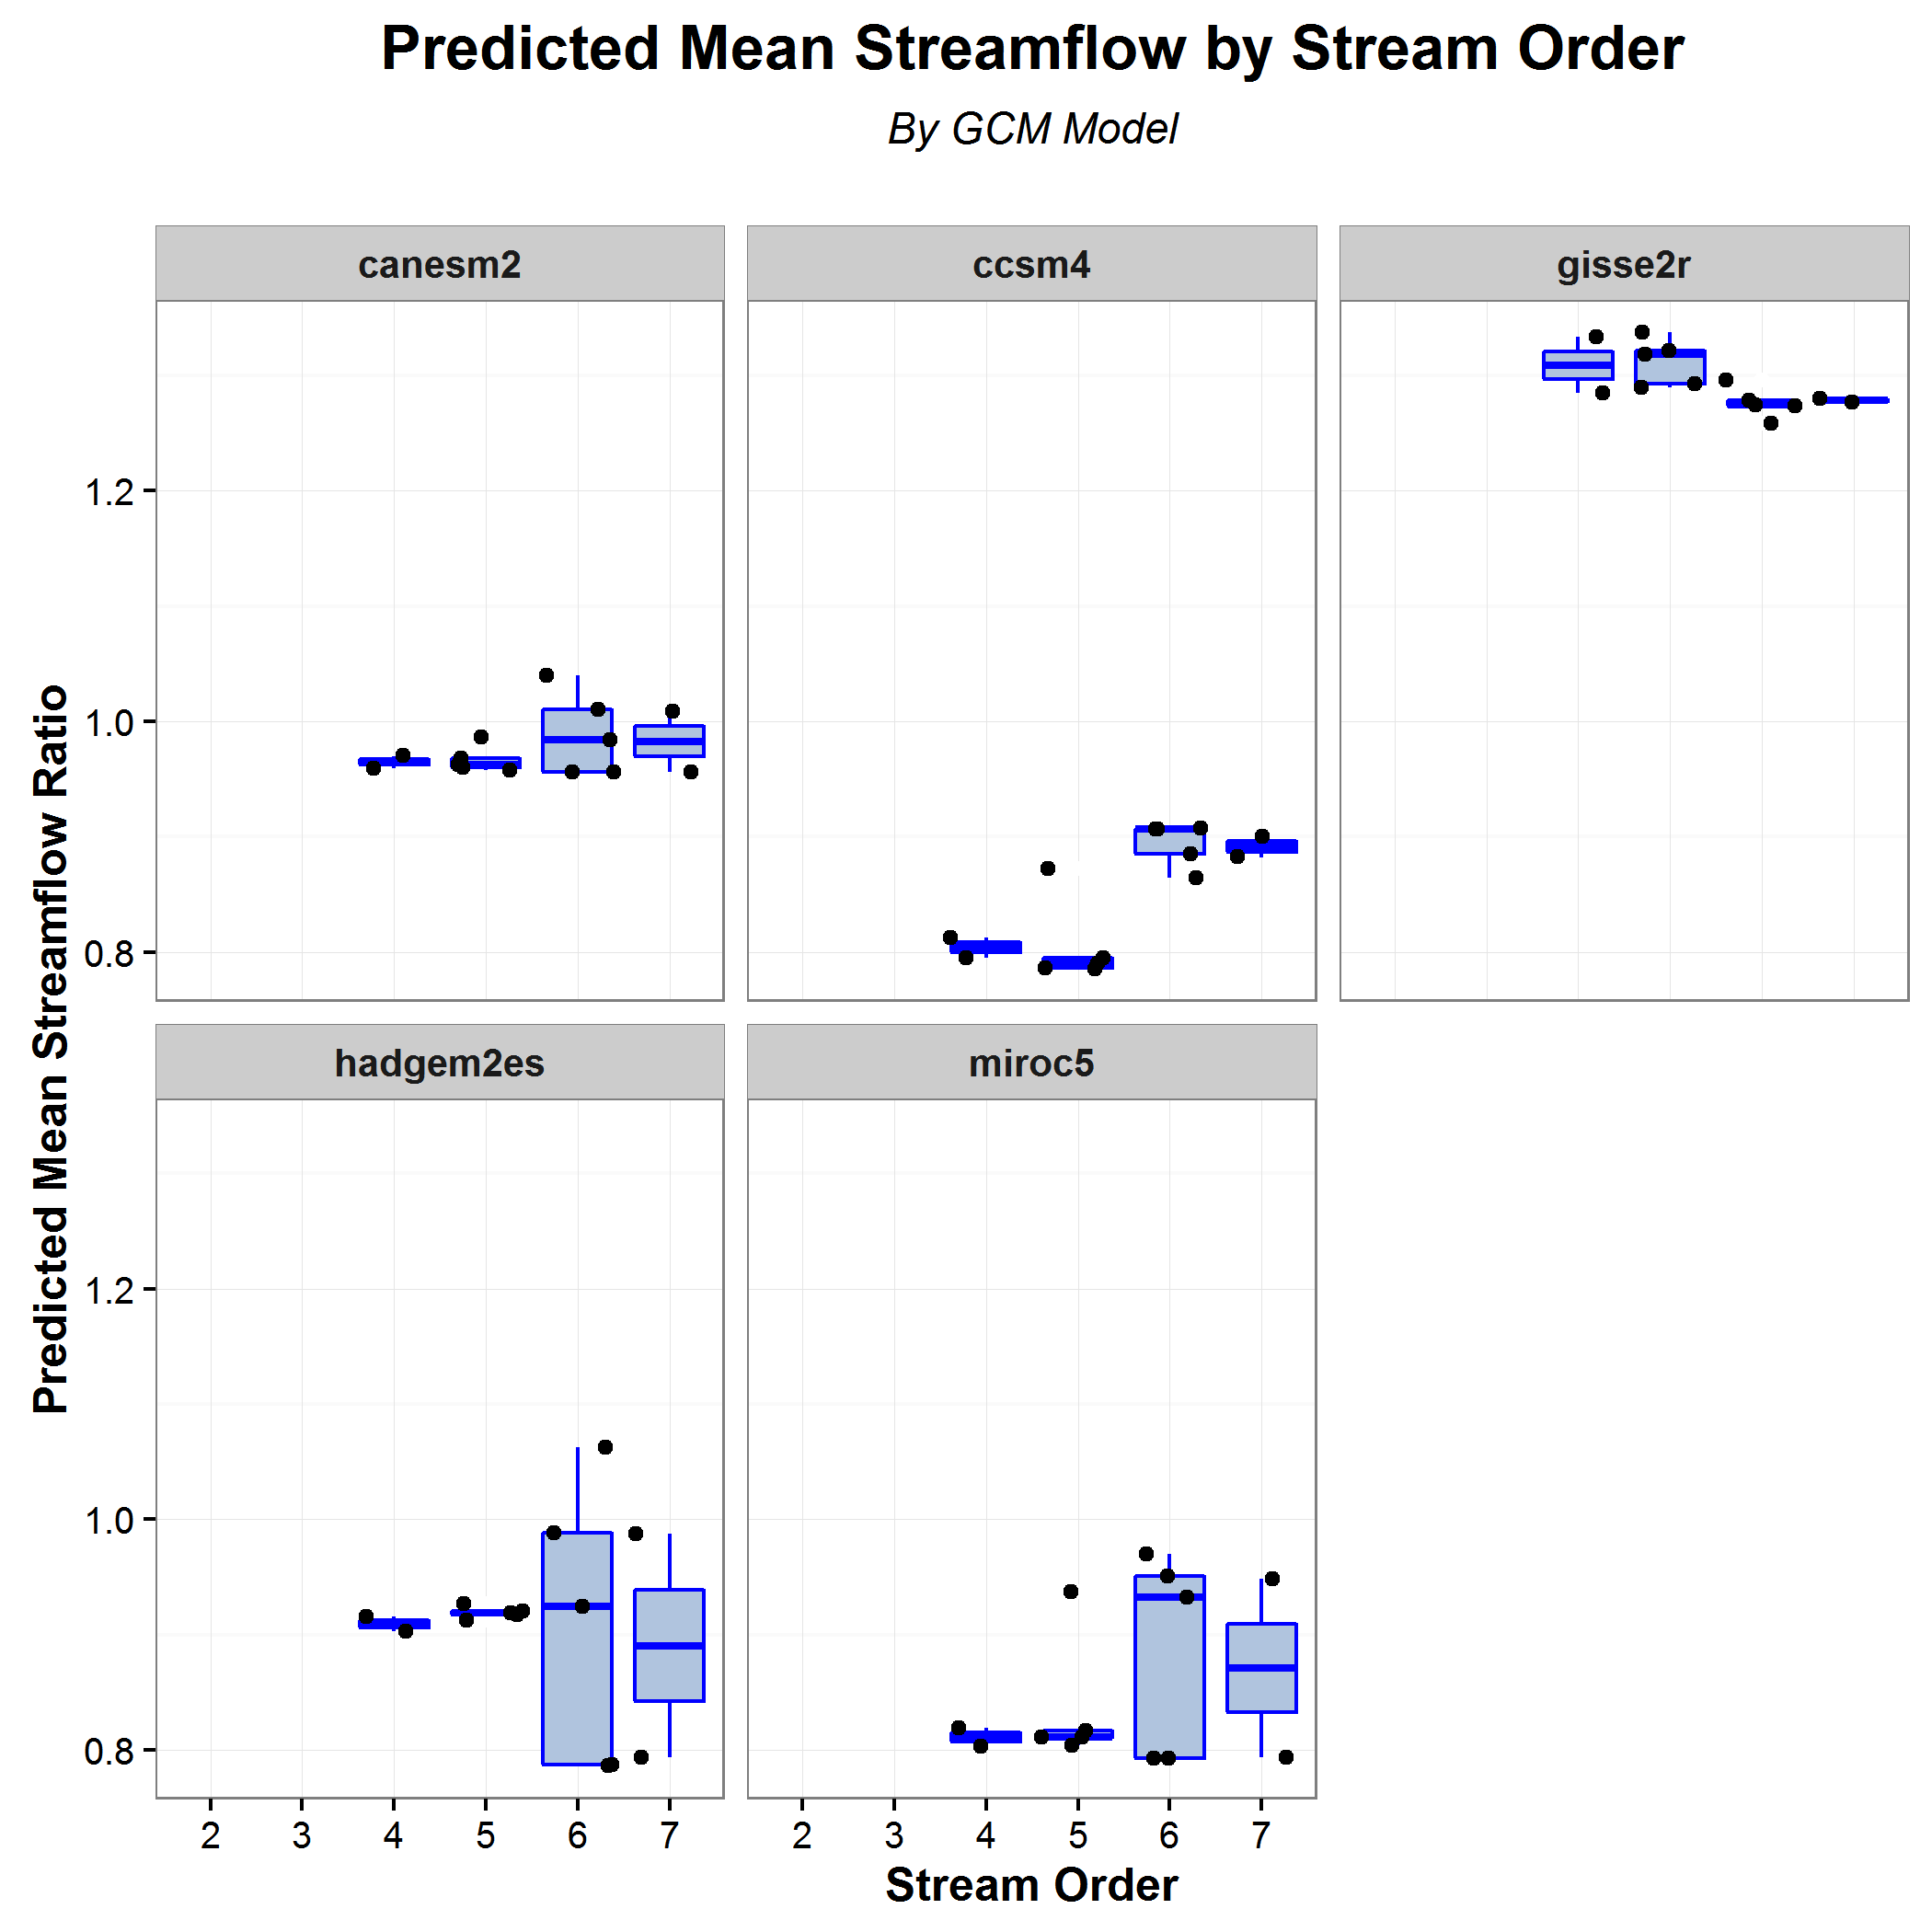 Predicted Mean Streamflow by Stream Order
By GCM Model
canesm2
ccsm4
gisse2r
1.2
1.0
0.8
hadgem2es
miroc5
1.2
1.0
0.8
Predicted Mean Streamflow Ratio
2 3 4 5 6 7
2 3 4 5 6 7
Stream Order